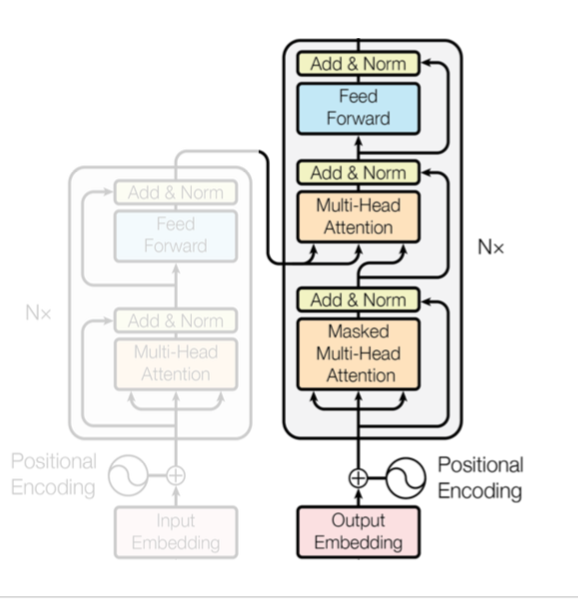 Add & Norm
Feed
Forward
Add & Norm
Multi-Head
Attention
Nx
Add & Norm
Masked
Multi-Head
Attention
Positional
Encoding
Output
Embedding
Add & Norm
Feed
Forward
Nx
Add & Norm
Multi-Head
Attention
Positional
Encoding
Input
Embedding